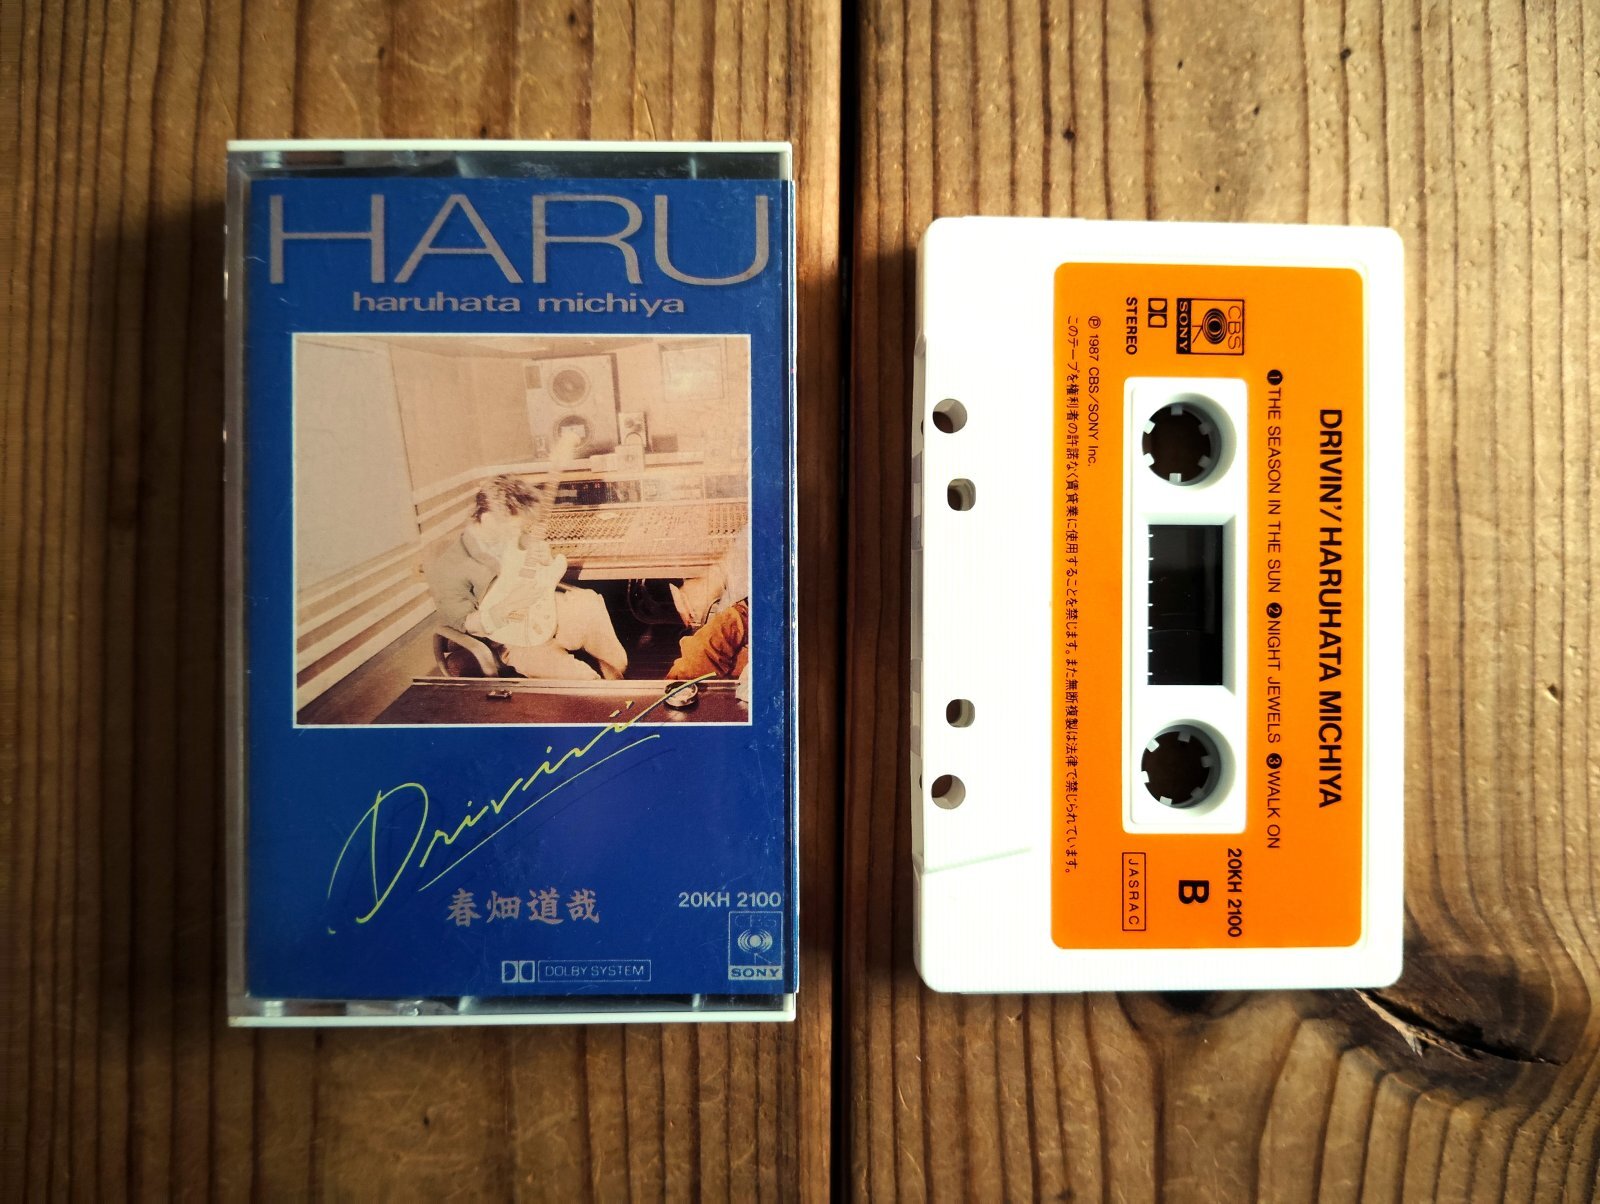 HARU
haruhata michiya
Drivin'
春畑道哉
20KH 2100
SONY
DOLBY SYSTEM
DRIVIN'/HARUHATA MICHIYA
❶THE SEASON IN THE SUN ❷NIGHT JEWELS ❸WALK ON
CBS
SONY
STEREO
20KH 2100
B
JASRAC
Ⓟ 1987 CBS/SONY Inc.
このテープを権利者の許諾なく賃貸業に使用することを禁じます。また無断複製は法律で禁じられています。